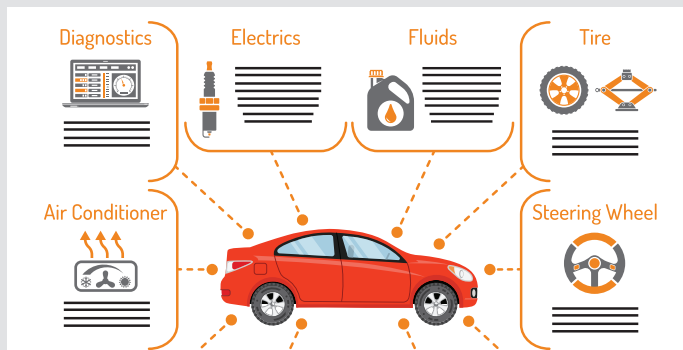 Diagnostics
Electrics
Fluids
Tire
Air Conditioner
Steering Wheel